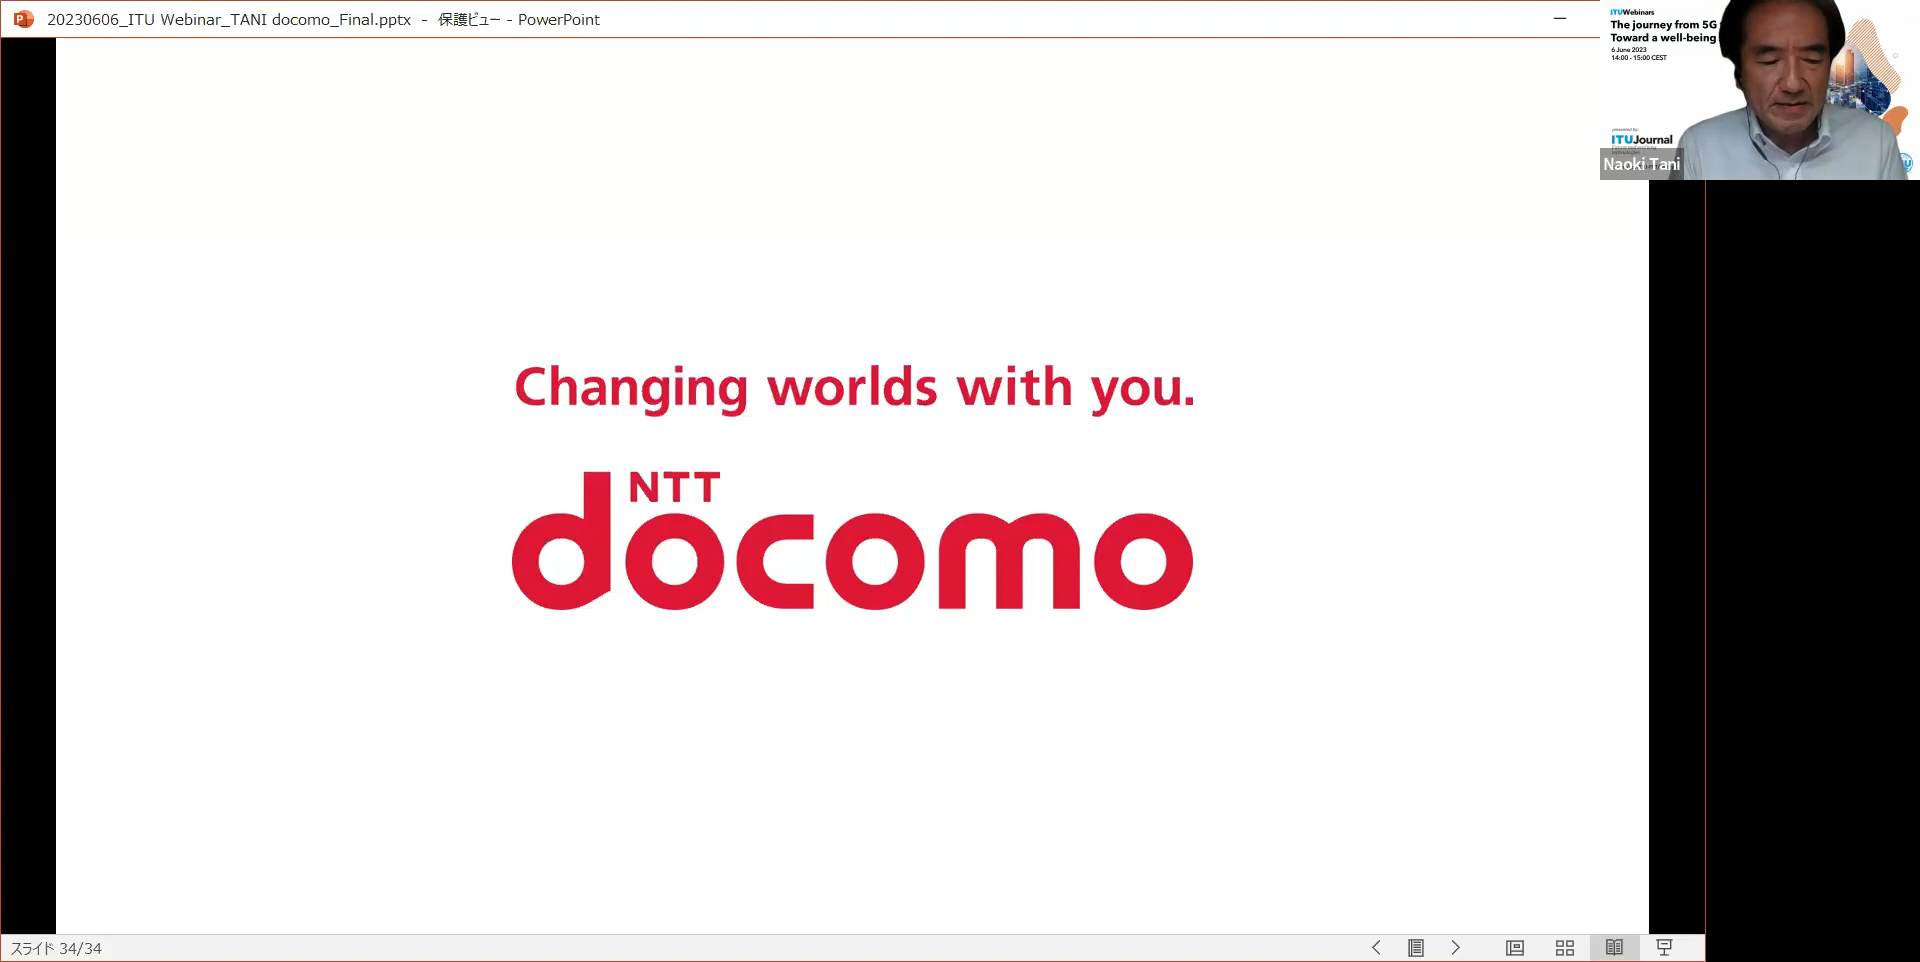 20230606_ITU Webinar_TANI docomo_Final.pptx - 保護ビュー - PowerPoint
ITUWebinars
The journey from 5G
Toward a well-being
6 June 2023
14:00 - 15:00 CEST
presented by:
ITUJournal
Naoki Tani
Changing worlds with you.
NTT
docomo
スライド 34/34